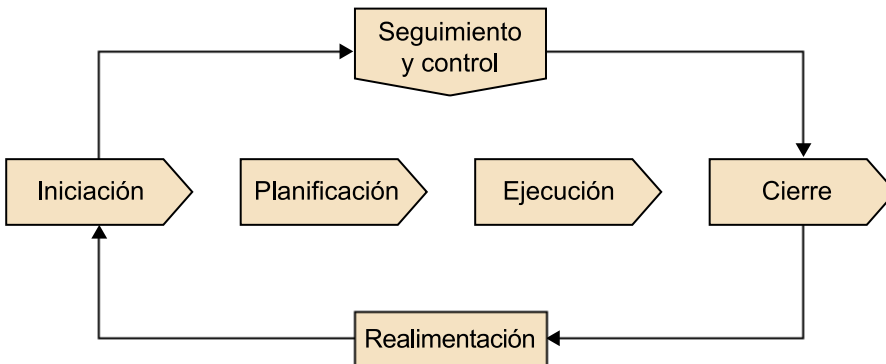 Seguimiento
y control
Iniciación
Planificación
Ejecución
Cierre
Realimentación